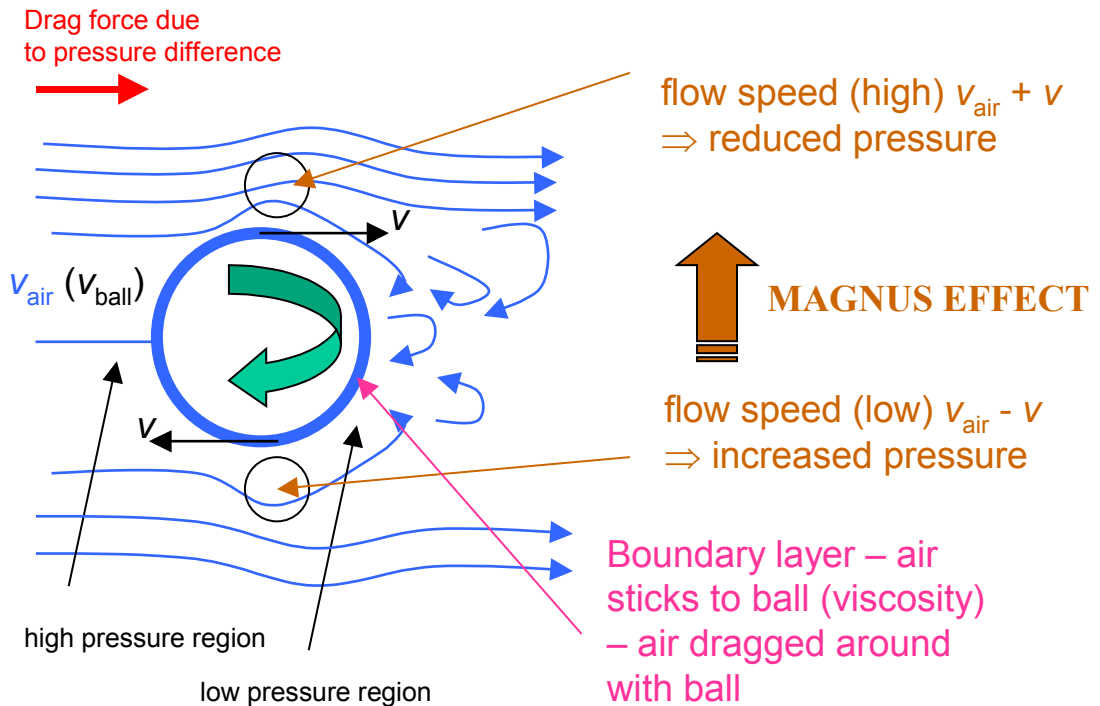 Drag force due
to pressure difference
flow speed (high) vair + v
⇒ reduced pressure
v
vair (vball)
MAGNUS EFFECT
v
flow speed (low) vair - v
⇒ increased pressure
Boundary layer – air
sticks to ball (viscosity)
– air dragged around
with ball
high pressure region
low pressure region